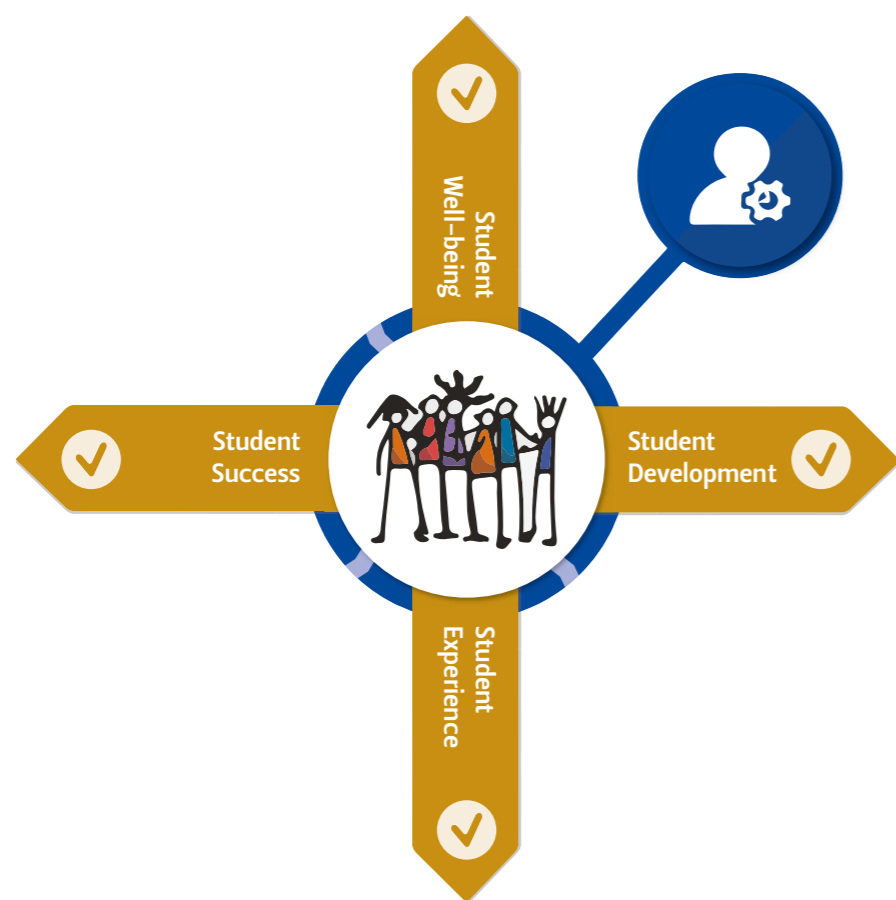 Student
Well-being
Student
Success
Student
Development
Student
Experience